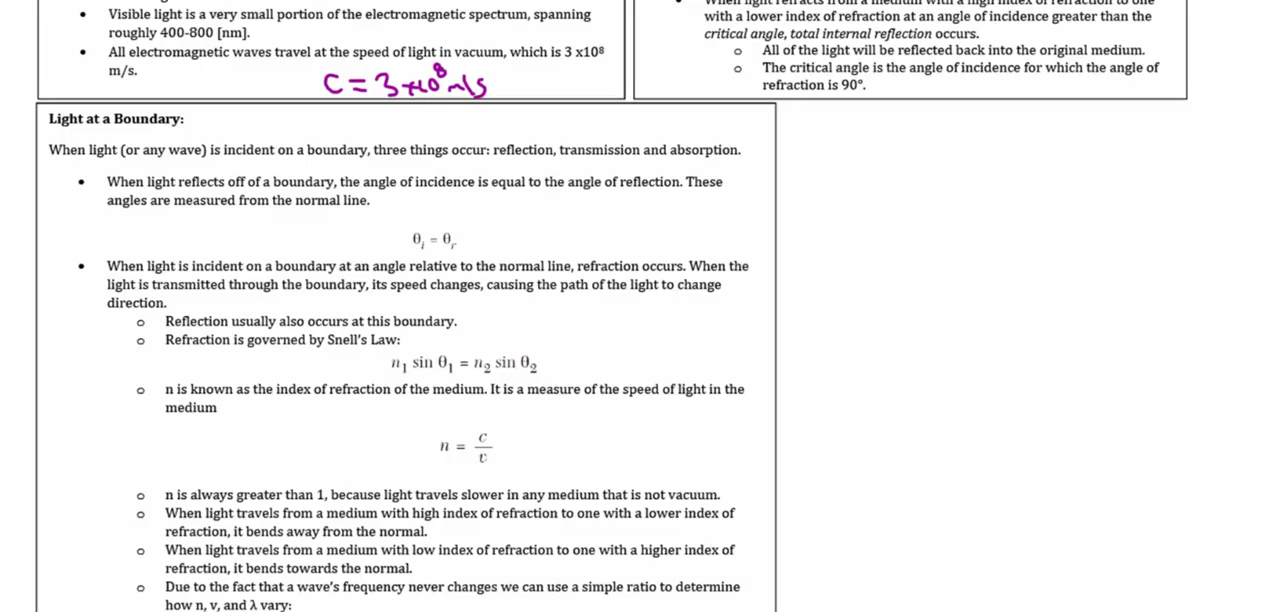 • Visible light is a very small portion of the electromagnetic spectrum, spanning
roughly 400-800 [nm].
• All electromagnetic waves travel at the speed of light in vacuum, which is 3 x10⁸
m/s.
C = 3×10⁸ m/s
with a lower index of refraction at an angle of incidence greater than the
critical angle, total internal reflection occurs.
o All of the light will be reflected back into the original medium.
o The critical angle is the angle of incidence for which the angle of
refraction is 90°.
Light at a Boundary:
When light (or any wave) is incident on a boundary, three things occur: reflection, transmission and absorption.
• When light reflects off of a boundary, the angle of incidence is equal to the angle of reflection. These
angles are measured from the normal line.
θᵢ = θᵣ
• When light is incident on a boundary at an angle relative to the normal line, refraction occurs. When the
light is transmitted through the boundary, its speed changes, causing the path of the light to change
direction.
o Reflection usually also occurs at this boundary.
o Refraction is governed by Snell's Law:
n₁ sin θ₁ = n₂ sin θ₂
o n is known as the index of refraction of the medium. It is a measure of the speed of light in the
medium
n = c/v
o n is always greater than 1, because light travels slower in any medium that is not vacuum.
o When light travels from a medium with high index of refraction to one with a lower index of
refraction, it bends away from the normal.
o When light travels from a medium with low index of refraction to one with a higher index of
refraction, it bends towards the normal.
o Due to the fact that a wave's frequency never changes we can use a simple ratio to determine
how n, v, and λ vary: